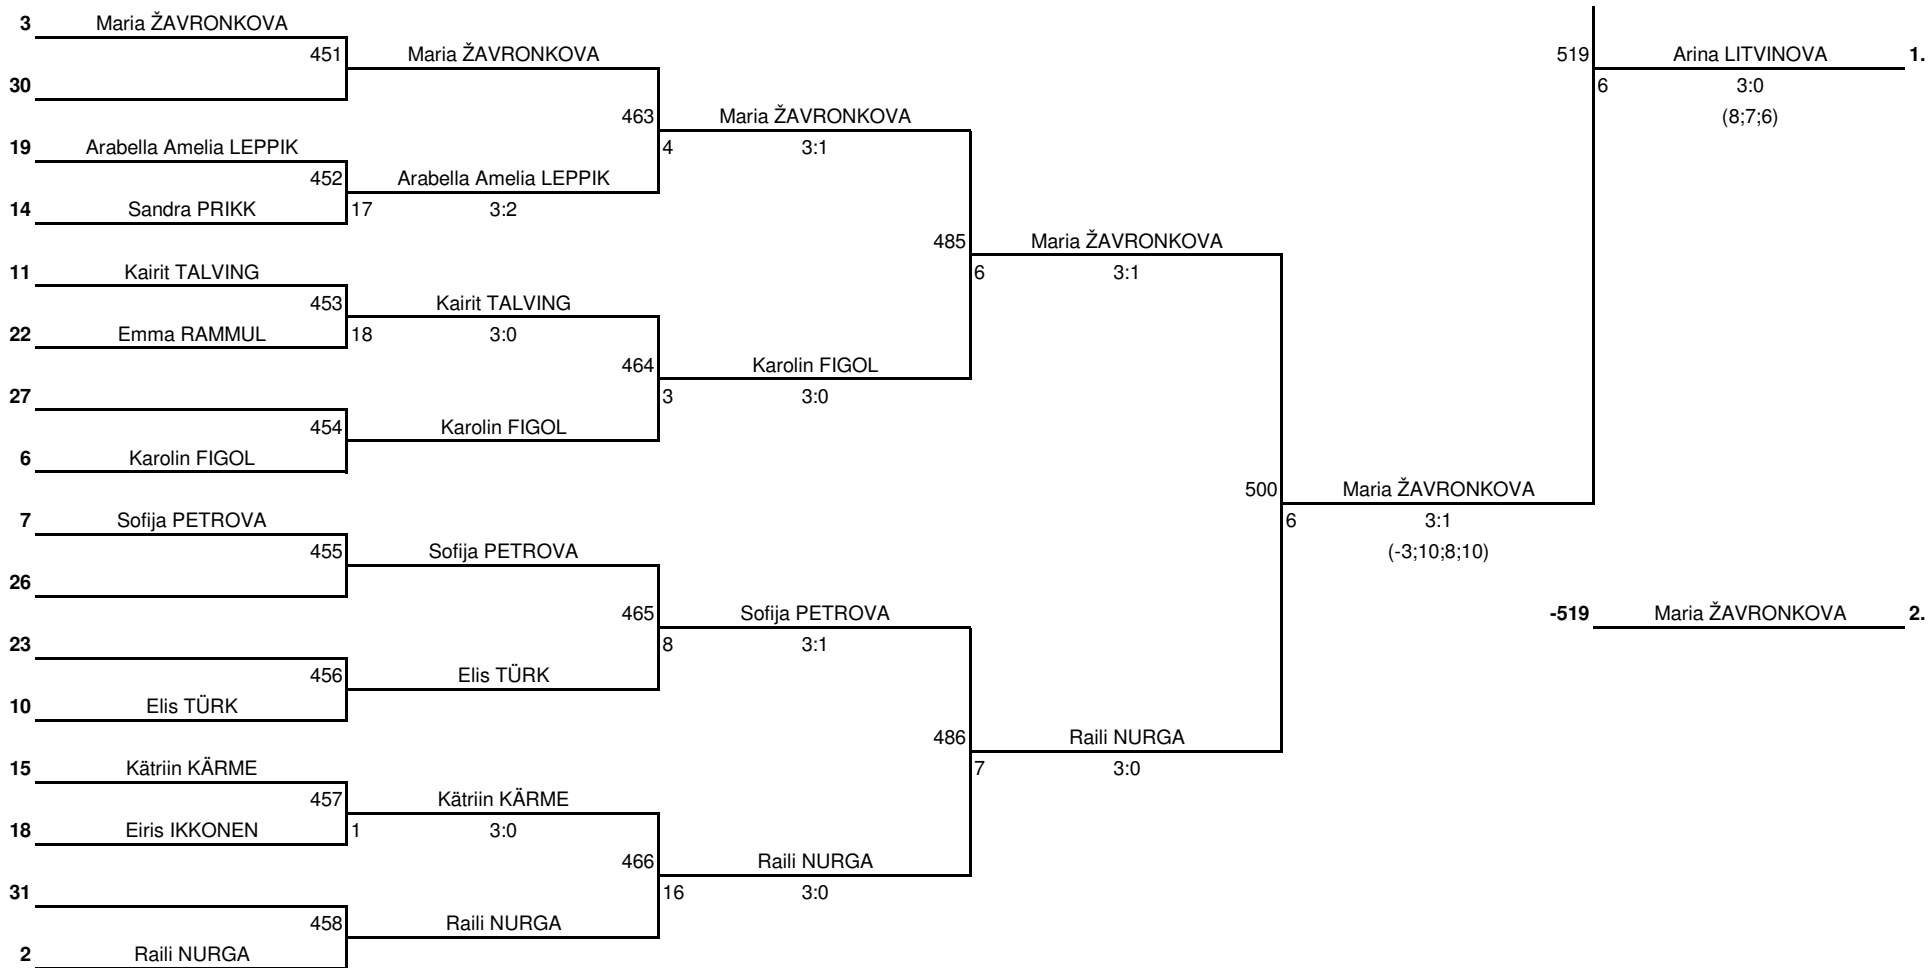 3 Maria ŽAVRONKOVA
451 Maria ŽAVRONKOVA 519 Arina LITVINOVA 1.
30 6 3:0
463 Maria ŽAVRONKOVA (8;7;6)
19 Arabella Amelia LEPPIK 4 3:1
452 Arabella Amelia LEPPIK
14 Sandra PRIKK 17 3:2
485 Maria ŽAVRONKOVA
11 Kairit TALVING 6 3:1
453 Kairit TALVING
22 Emma RAMMUL 18 3:0
464 Karolin FIGOL
27 3 3:0
454 Karolin FIGOL
6 Karolin FIGOL
500 Maria ŽAVRONKOVA
7 Sofija PETROVA 6 3:1
455 Sofija PETROVA (-3;10;8;10)
26
465 Sofija PETROVA -519 Maria ŽAVRONKOVA 2.
23 8 3:1
456 Elis TÜRK
10 Elis TÜRK
486 Raili NURGA
15 Kätriin KÄRME 7 3:0
457 Kätriin KÄRME
18 Eiris IKKONEN 1 3:0
466 Raili NURGA
31 16 3:0
458 Raili NURGA
2 Raili NURGA